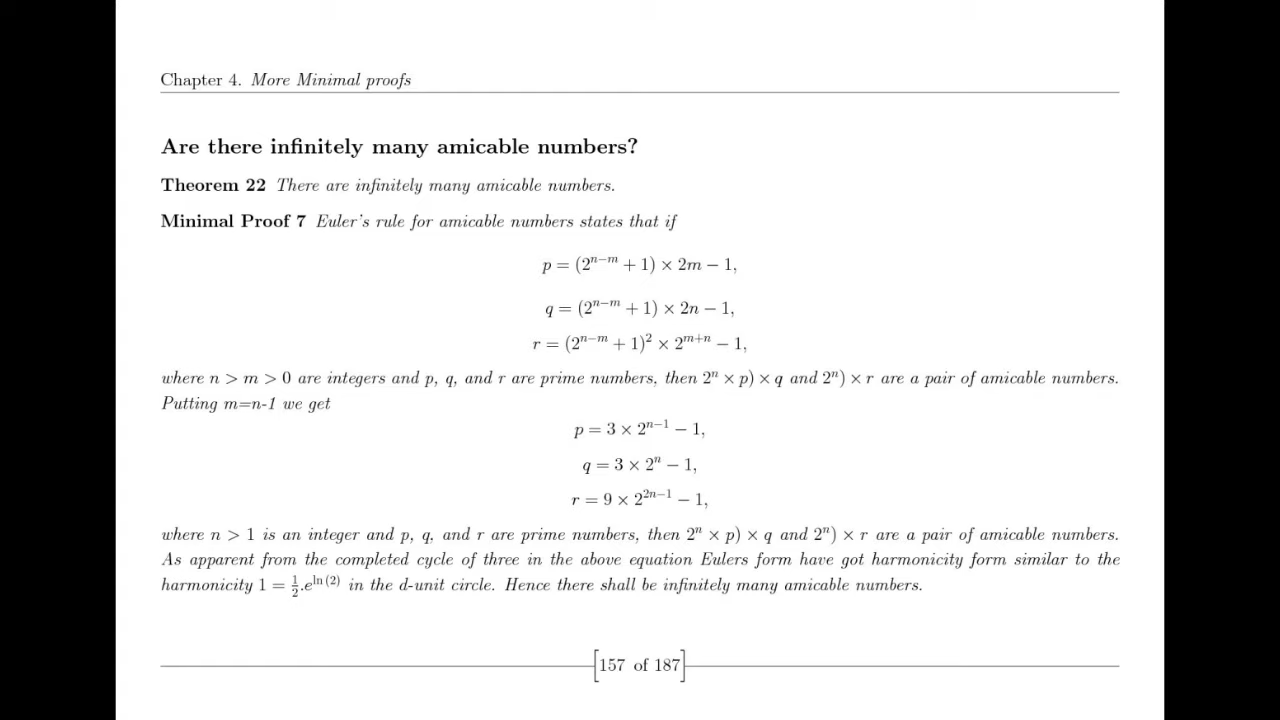 Chapter 4. More Minimal proofs
Are there infinitely many amicable numbers?
Theorem 22 There are infinitely many amicable numbers.
Minimal Proof 7 Euler's rule for amicable numbers states that if
p = (2^{n−m} + 1) × 2m − 1,
q = (2^{n−m} + 1) × 2n − 1,
r = (2^{n−m} + 1)^2 × 2^{m+n} − 1,
where n > m > 0 are integers and p, q, and r are prime numbers, then 2^n × p) × q and 2^n) × r are a pair of amicable numbers.
Putting m=n-1 we get
p = 3 × 2^{n−1} − 1,
q = 3 × 2^n − 1,
r = 9 × 2^{2n−1} − 1,
where n > 1 is an integer and p, q, and r are prime numbers, then 2^n × p) × q and 2^n) × r are a pair of amicable numbers.
As apparent from the completed cycle of three in the above equation Eulers form have got harmonicity form similar to the
harmonicity 1 = \frac{1}{2}.e^{ln(2)} in the d-unit circle. Hence there shall be infinitely many amicable numbers.
157 of 187